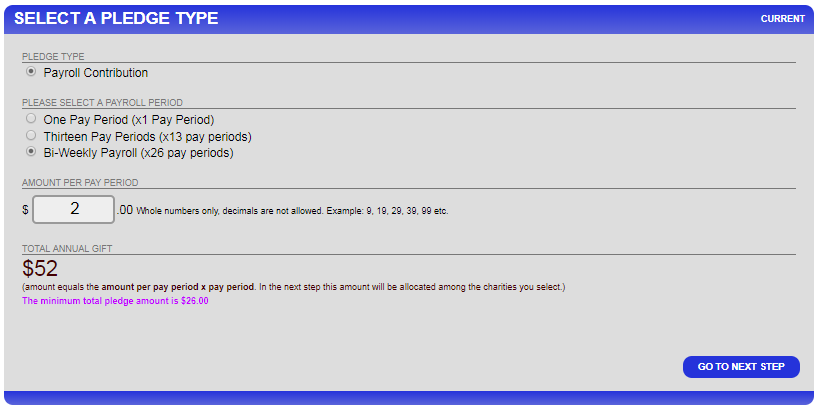 SELECT A PLEDGE TYPE
CURRENT
PLEDGE TYPE
Payroll Contribution
PLEASE SELECT A PAYROLL PERIOD
One Pay Period (x1 Pay Period)
Thirteen Pay Periods (x13 pay periods)
Bi-Weekly Payroll (x26 pay periods)
AMOUNT PER PAY PERIOD
$ 2 .00 Whole numbers only, decimals are not allowed. Example: 9, 19, 29, 39, 99 etc.
TOTAL ANNUAL GIFT
$52
(amount equals the amount per pay period x pay period. In the next step this amount will be allocated among the charities you select.)
The minimum total pledge amount is $26.00
GO TO NEXT STEP